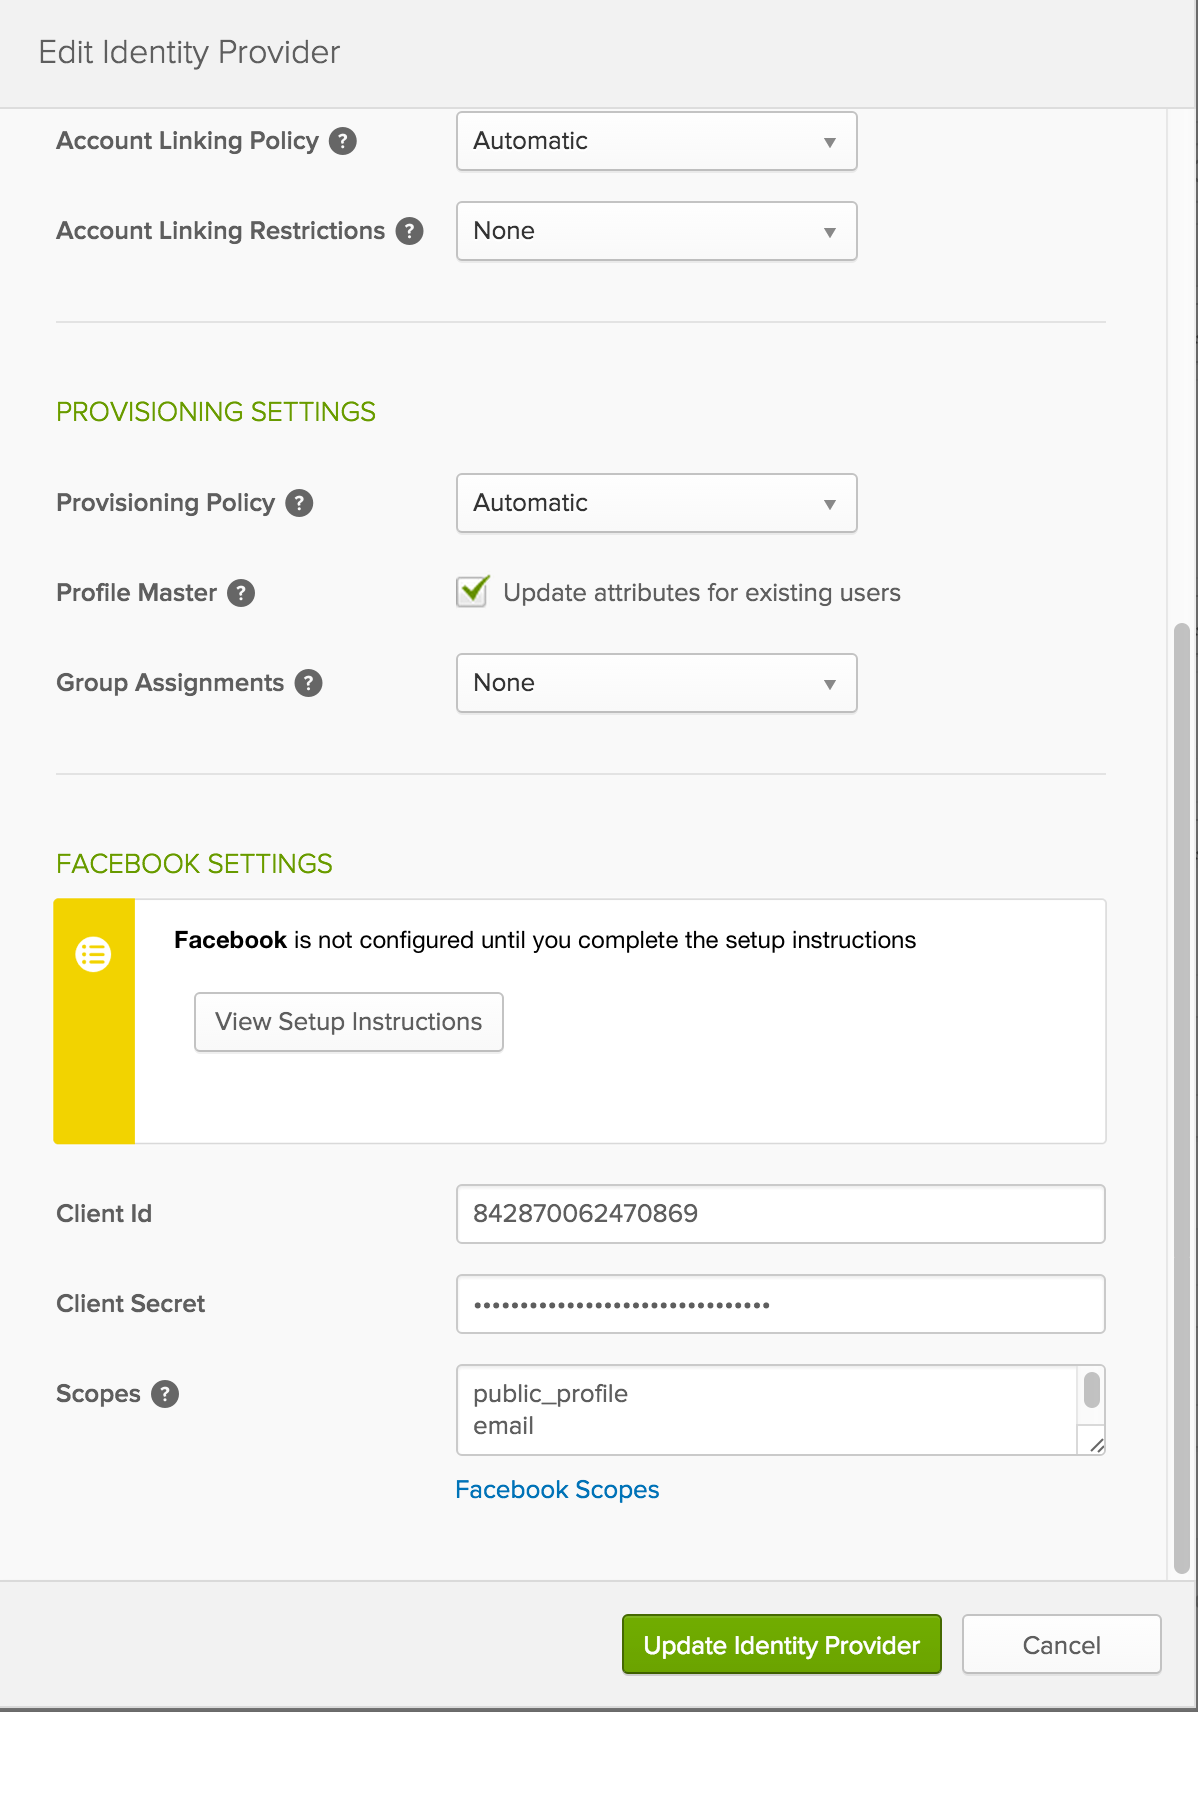 Edit Identity Provider
Account Linking Policy ?
Automatic
Account Linking Restrictions ?
None
PROVISIONING SETTINGS
Provisioning Policy ?
Automatic
Profile Master ?
Update attributes for existing users
Group Assignments ?
None
FACEBOOK SETTINGS
Facebook is not configured until you complete the setup instructions
View Setup Instructions
Client Id
842870062470869
Client Secret
••••••••••••••••••••••••••••••••
Scopes ?
public_profile
email
Facebook Scopes
Update Identity Provider
Cancel